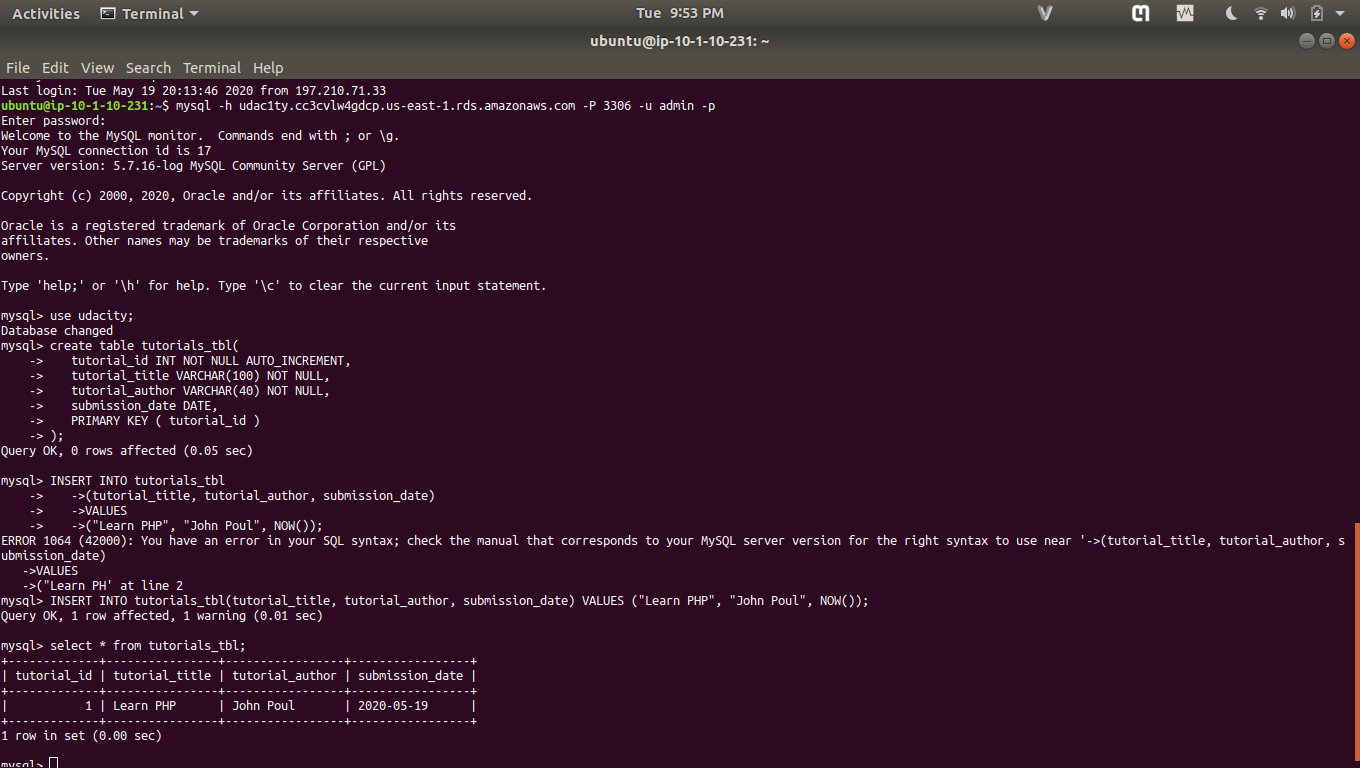 Activities Terminal Tue 9:53 PM
ubuntu@ip-10-1-10-231: ~
File Edit View Search Terminal Help
Last login: Tue May 19 20:13:46 2020 from 197.210.71.33
ubuntu@ip-10-1-10-231:~$ mysql -h udac1ty.cc3cvlw4gdcp.us-east-1.rds.amazonaws.com -P 3306 -u admin -p
Enter password:
Welcome to the MySQL monitor.  Commands end with ; or \g.
Your MySQL connection id is 17
Server version: 5.7.16-log MySQL Community Server (GPL)

Copyright (c) 2000, 2020, Oracle and/or its affiliates. All rights reserved.

Oracle is a registered trademark of Oracle Corporation and/or its
affiliates. Other names may be trademarks of their respective
owners.

Type 'help;' or '\h' for help. Type '\c' to clear the current input statement.

mysql> use udacity;
Database changed
mysql> create table tutorials_tbl(
    ->    tutorial_id INT NOT NULL AUTO_INCREMENT,
    ->    tutorial_title VARCHAR(100) NOT NULL,
    ->    tutorial_author VARCHAR(40) NOT NULL,
    ->    submission_date DATE,
    ->    PRIMARY KEY ( tutorial_id )
    -> );
Query OK, 0 rows affected (0.05 sec)

mysql> INSERT INTO tutorials_tbl
    ->    ->(tutorial_title, tutorial_author, submission_date)
    ->    ->VALUES
    ->    ->("Learn PHP", "John Poul", NOW());
ERROR 1064 (42000): You have an error in your SQL syntax; check the manual that corresponds to your MySQL server version for the right syntax to use near '->(tutorial_title, tutorial_author, s
ubmission_date)
   ->VALUES
   ->("Learn PH' at line 2
mysql> INSERT INTO tutorials_tbl(tutorial_title, tutorial_author, submission_date) VALUES ("Learn PHP", "John Poul", NOW());
Query OK, 1 row affected, 1 warning (0.01 sec)

mysql> select * from tutorials_tbl;
+-------------+----------------+-----------------+-----------------+
| tutorial_id | tutorial_title | tutorial_author | submission_date |
+-------------+----------------+-----------------+-----------------+
|           1 | Learn PHP      | John Poul       | 2020-05-19      |
+-------------+----------------+-----------------+-----------------+
1 row in set (0.00 sec)

mysql>